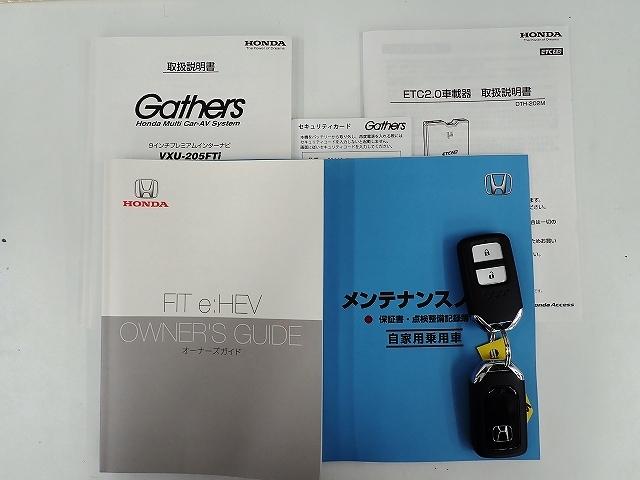 HONDA
The Power of Dreams
取扱説明書
Gathers
Honda Multi Car-AV System
9インチプレミアムインターナビ
VXU-205FTi
HONDA
The Power of Dreams
ETC2.0
ETC2.0車載器 取扱説明書
DTH-202M
セキュリティカード Gathers
HONDA
FIT e:HEV
OWNER'S GUIDE
オーナーズガイド
メンテナンスノ
● 保証書・点検整備記録簿
自家用乗用車
Honda Access